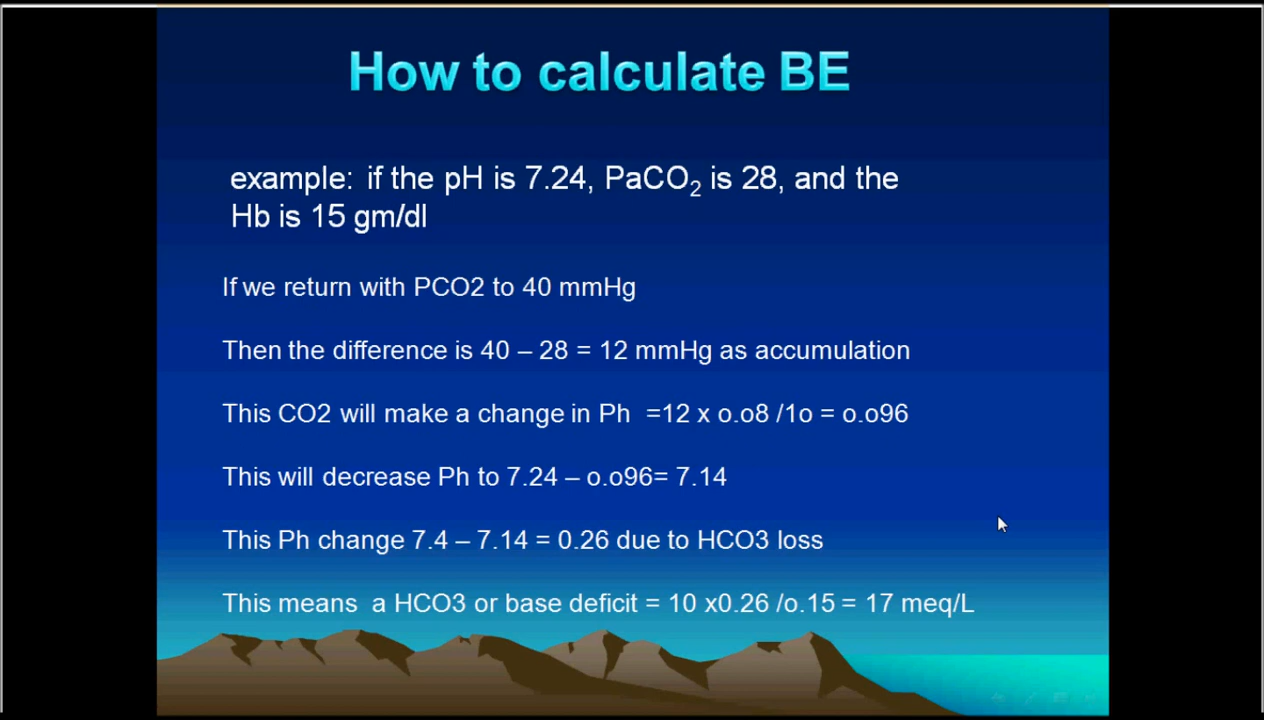 How to calculate BE
example: if the pH is 7.24, PaCO2 is 28, and the
Hb is 15 gm/dl
If we return with PCO2 to 40 mmHg
Then the difference is 40 – 28 = 12 mmHg as accumulation
This CO2 will make a change in Ph =12 x o.o8 /1o = o.o96
This will decrease Ph to 7.24 – o.o96= 7.14
This Ph change 7.4 – 7.14 = 0.26 due to HCO3 loss
This means a HCO3 or base deficit = 10 x0.26 /o.15 = 17 meq/L